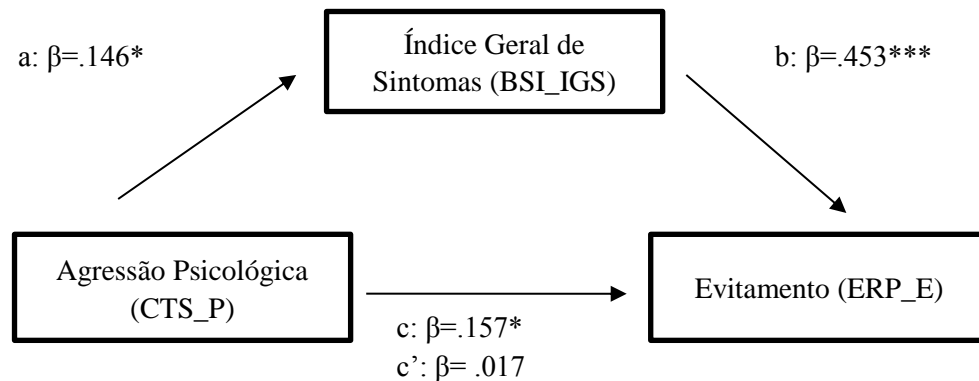 a: β=.146*
Índice Geral de
Sintomas (BSI_IGS)
b: β=.453***
Agressão Psicológica
(CTS_P)
Evitamento (ERP_E)
c: β=.157*
c’: β= .017